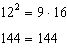 12² = 9 · 16
144 = 144